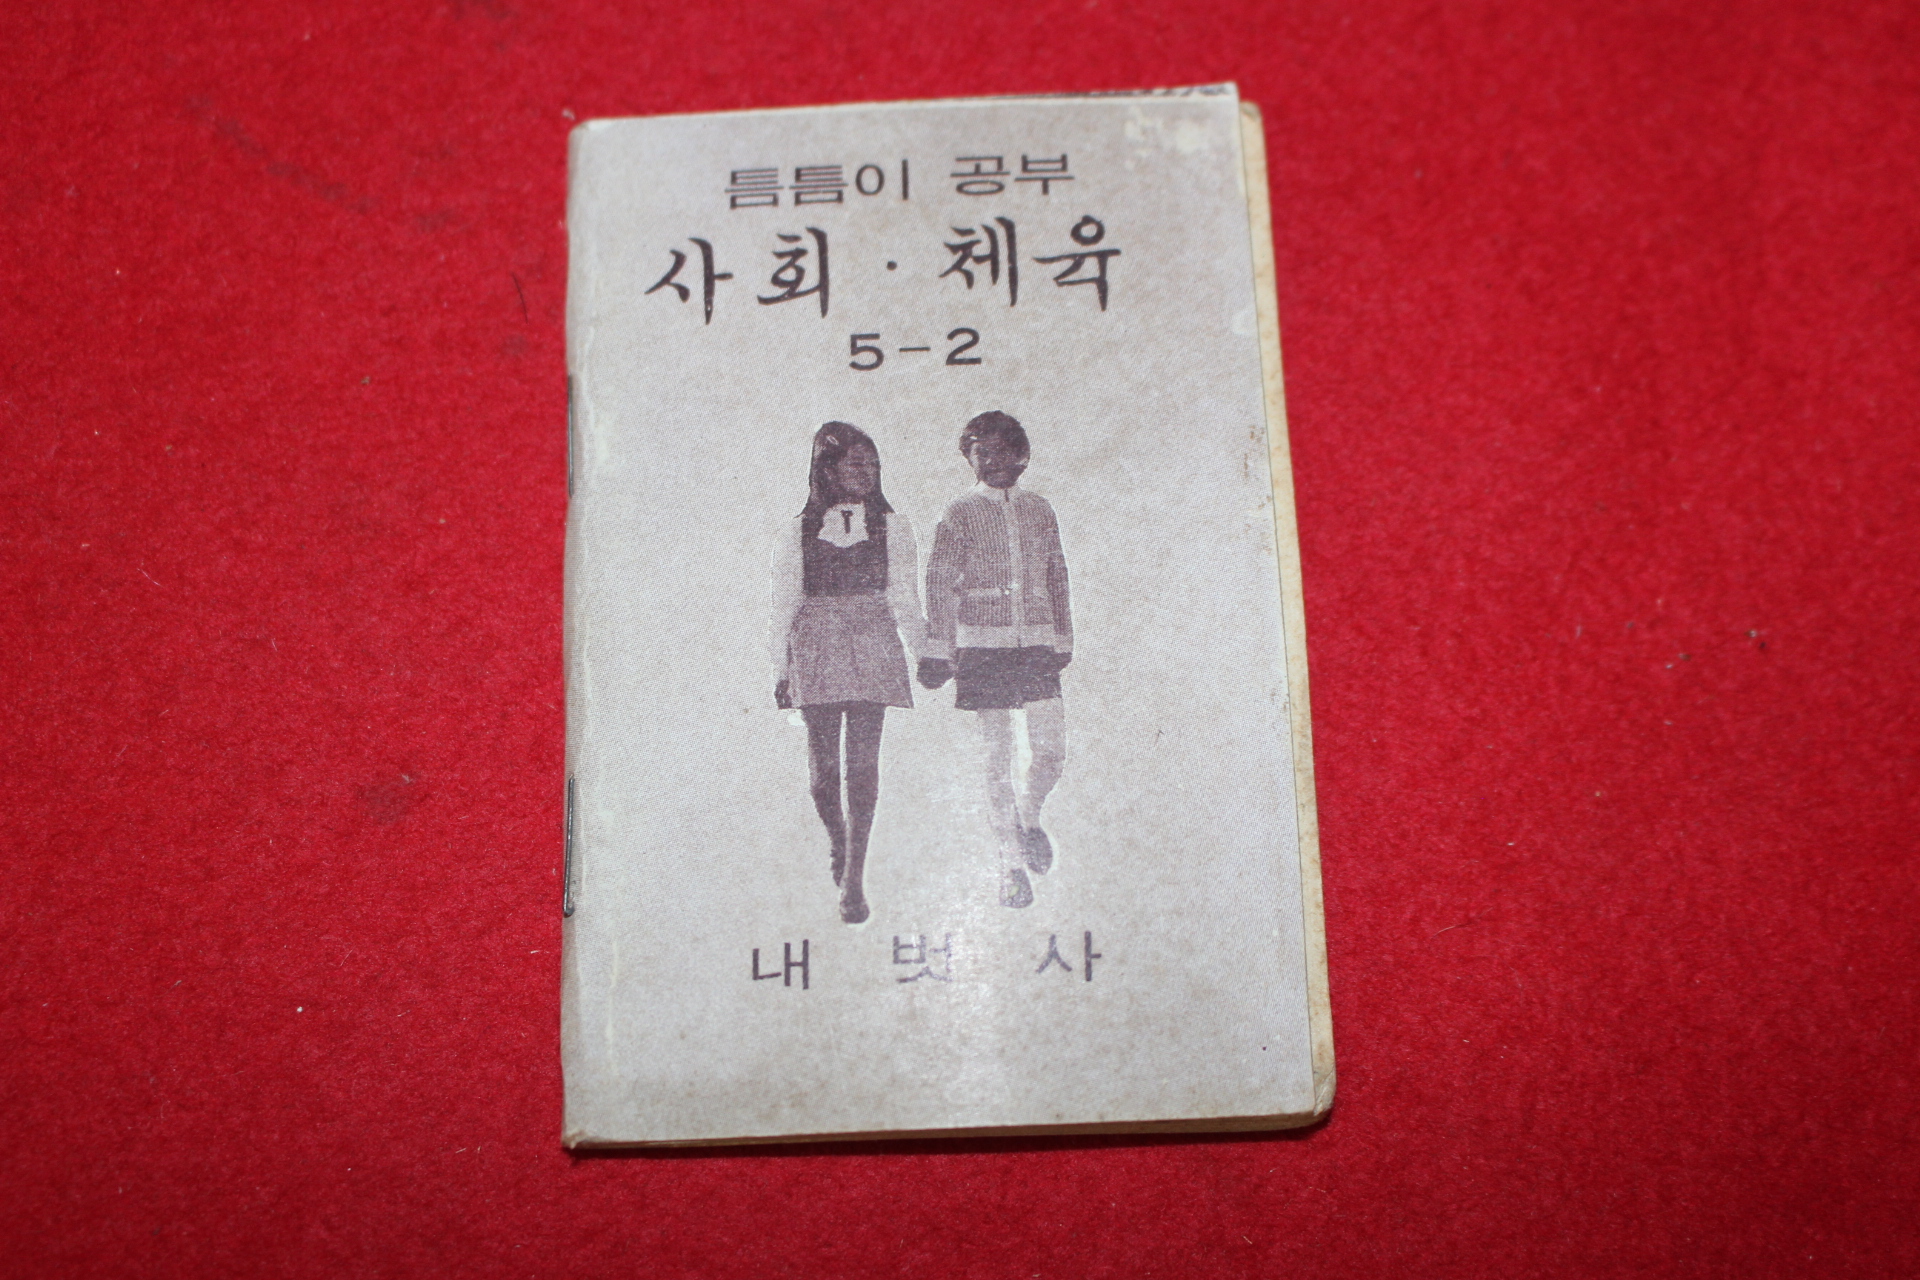 틈틈이 공부
사회 · 체육
5-2
내 벗 사